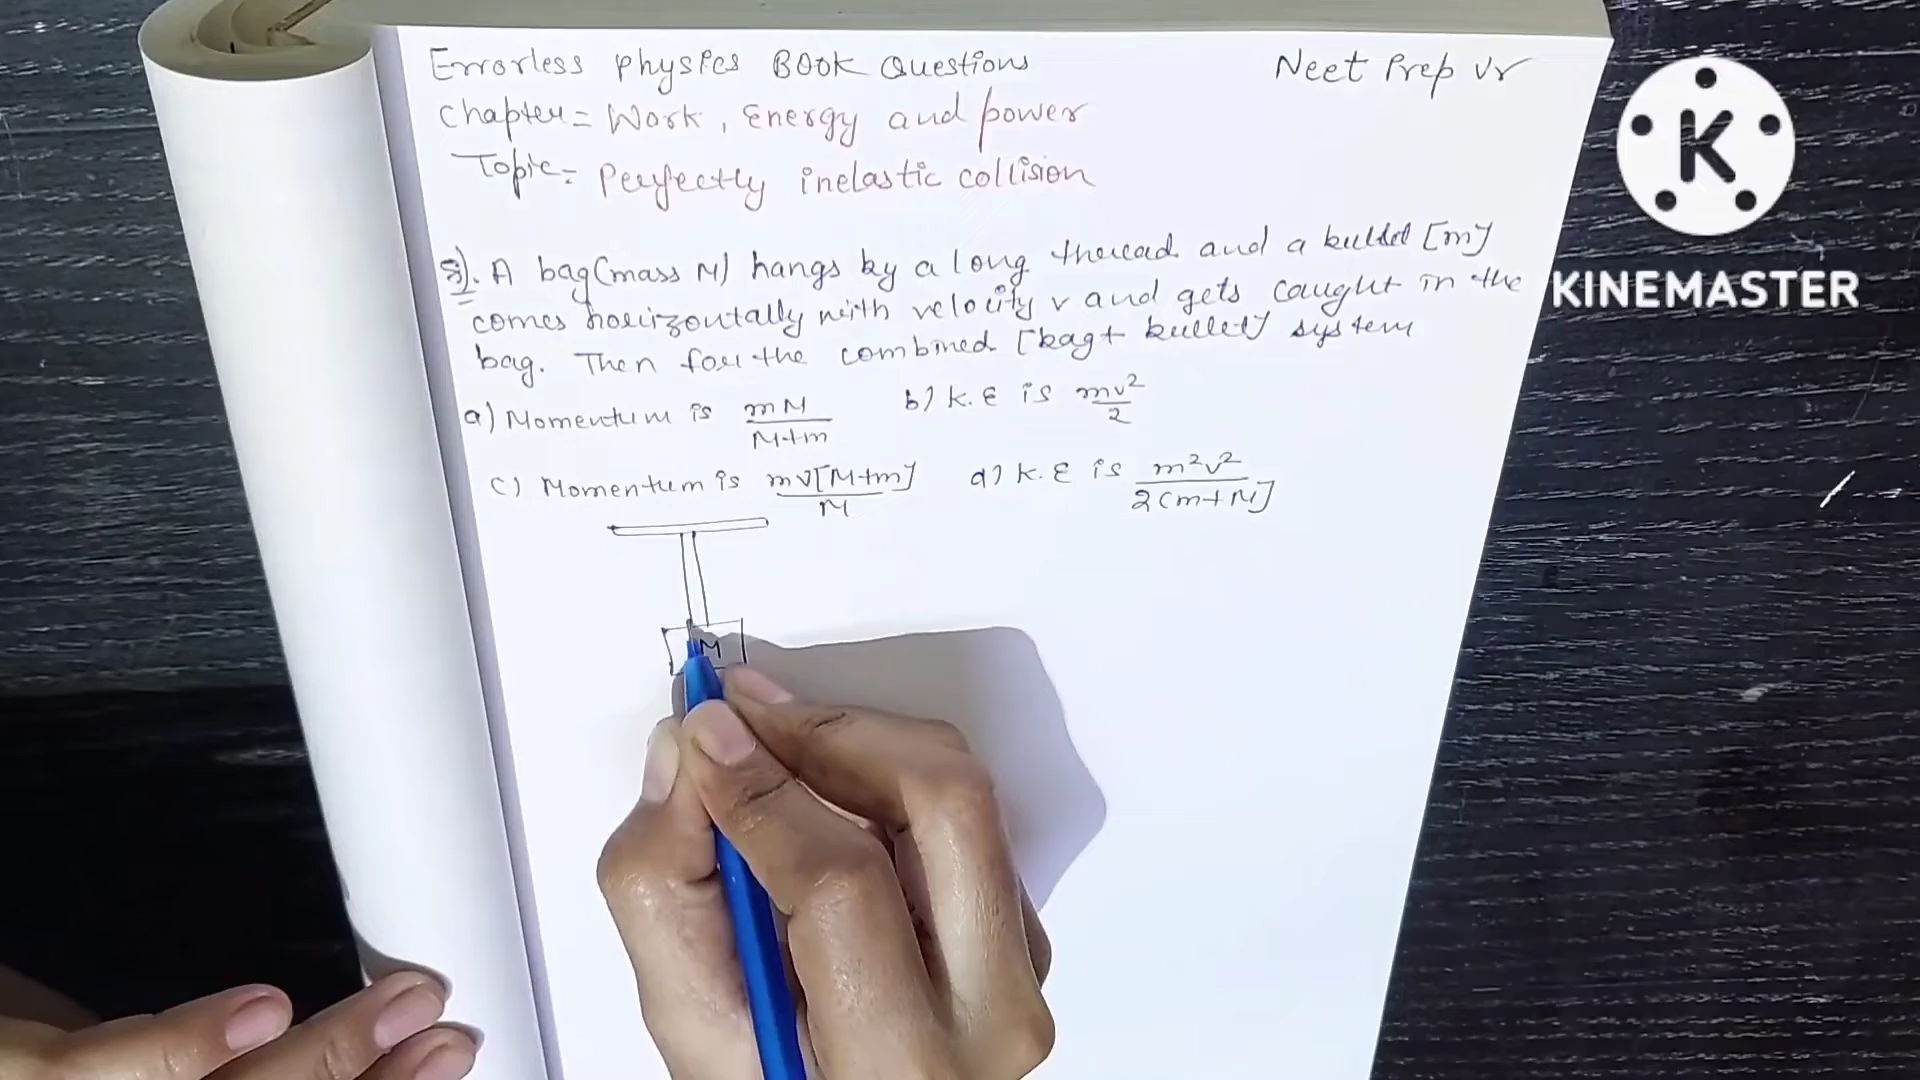 Errorless Physics BOOK Questions
Neet Prep Vr
Chapter = Work, Energy and power
Topic = Perfectly inelastic collision
Q). A bag (mass M) hangs by a long thread and a bullet [m]
comes horizontally with velocity v and gets caught in the
bag. Then for the combined [bag + bullet] system
a) Momentum is mM/M+m b) K.E is mv²/2
c) Momentum is mv[M+m]/M d) K.E is m²v²/2(m+M]
M
K
KINEMASTER